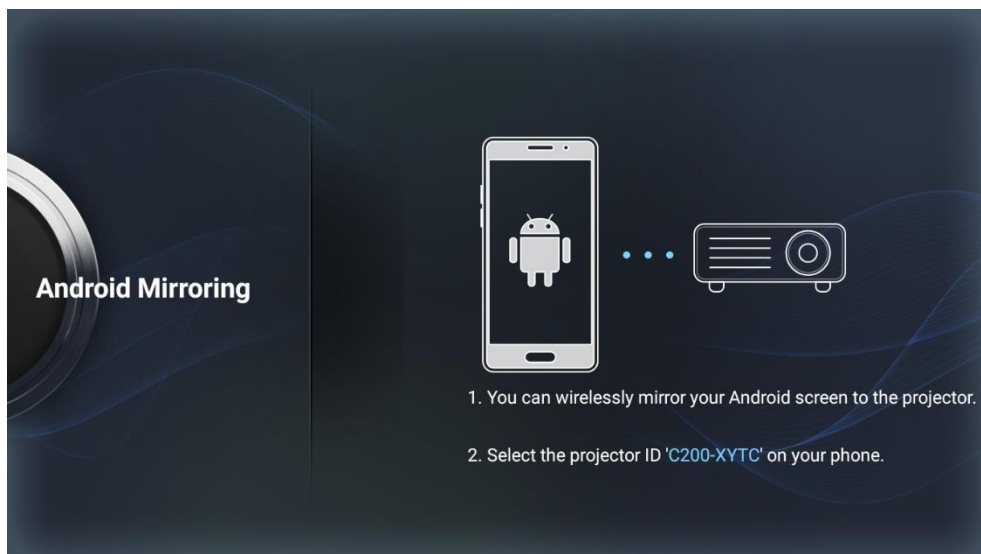 Android Mirroring
1. You can wirelessly mirror your Android screen to the projector.
2. Select the projector ID 'C200-XYTC' on your phone.